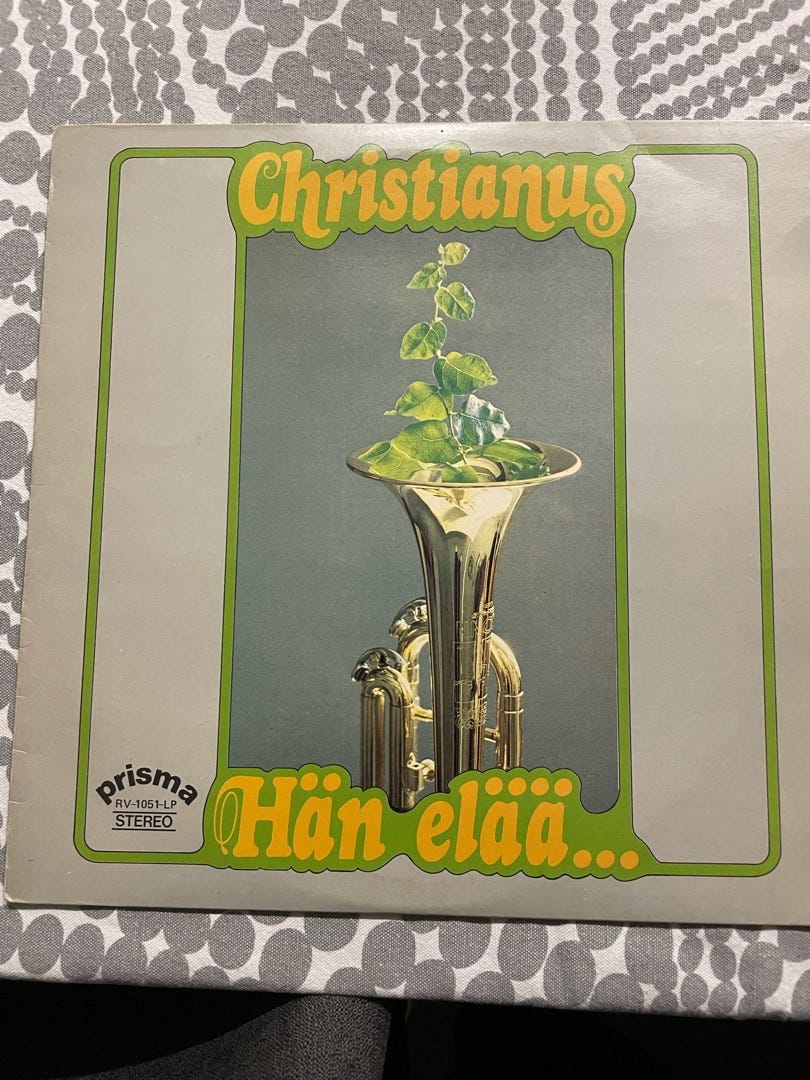 Christianus
prisma
RV-1051-LP
STEREO
Hän elää...